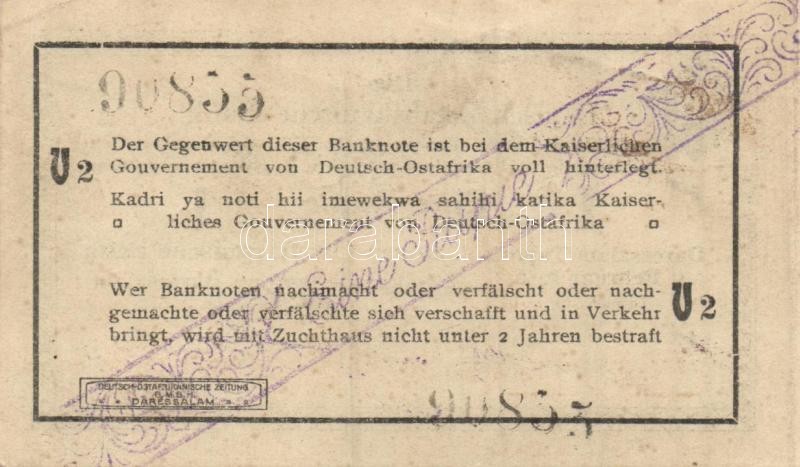 90855
Der Gegenwert dieser Banknote ist bei dem Kaiserlichen
U2 Gouvernement von Deutsch-Ostafrika voll hinterlegt.
Kadri ya noti hii imewekwa sahihi katika Kaiser-
liches Gouvernement von Deutsch-Ostafrika
Eine Rupie
darabanth
Wer Banknoten nachmacht oder verfälscht oder nach-
gemachte oder verfälschte sich verschafft und in Verkehr U2
bringt, wird mit Zuchthaus nicht unter 2 Jahren bestraft
DEUTSCH-OSTAFRIKANISCHE ZEITUNG
G.M.B.H.
DARESSALAM
90855